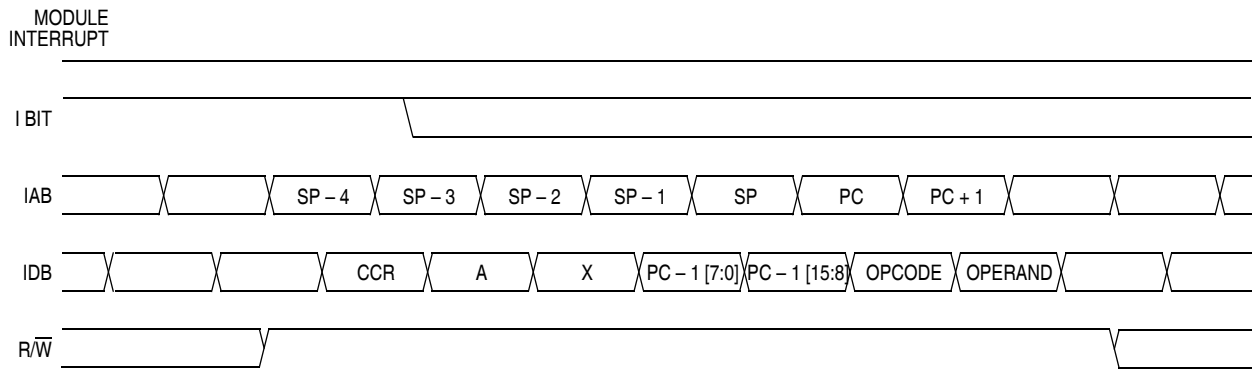 MODULE
INTERRUPT
I BIT
IAB SP – 4 SP – 3 SP – 2 SP – 1 SP PC PC + 1
IDB CCR A X PC – 1 [7:0] PC – 1 [15:8] OPCODE OPERAND
R/W̅